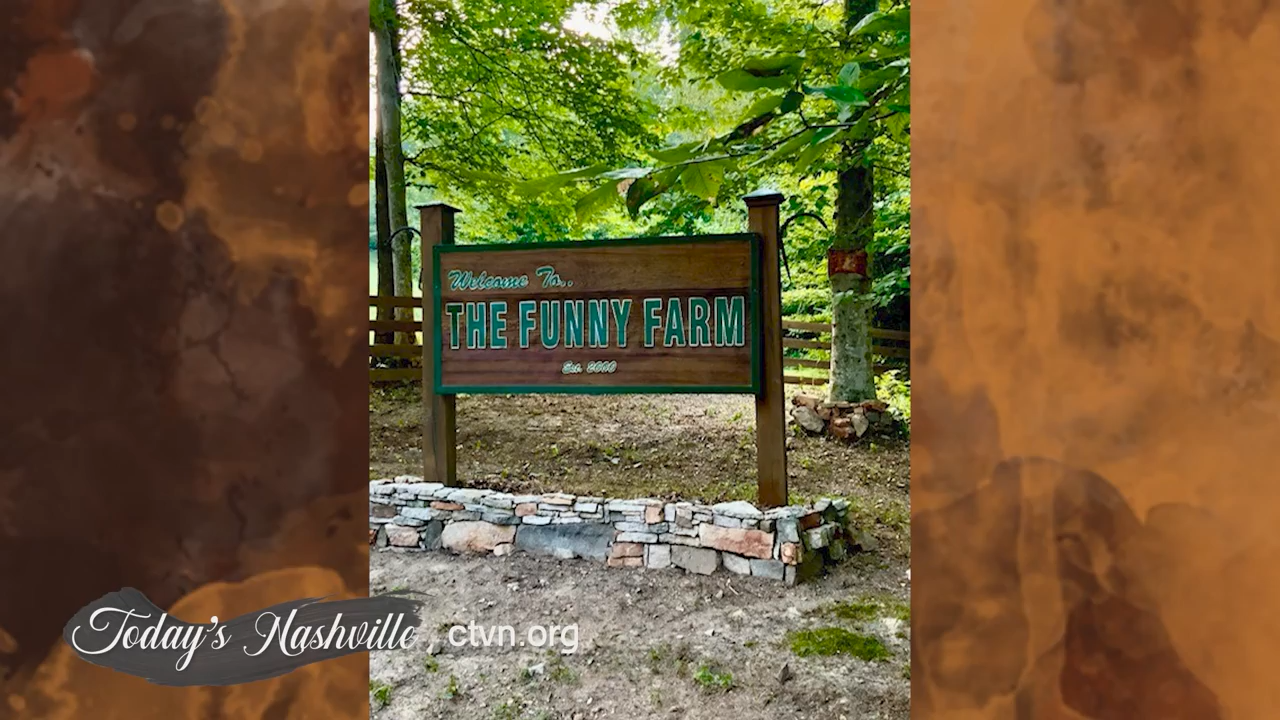 Welcome To..
THE FUNNY FARM
Est. 2000
Today's Nashville
ctvn.org